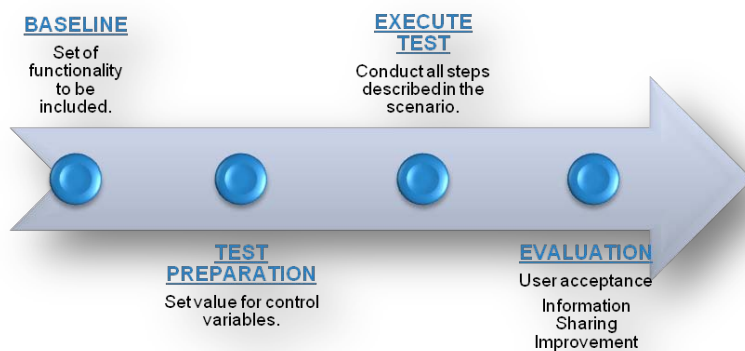 BASELINE
Set of
functionality
to be
included.
TEST
PREPARATION
Set value for control
variables.
EXECUTE
TEST
Conduct all steps
described in the
scenario.
EVALUATION
User acceptance
Information
Sharing
Improvement